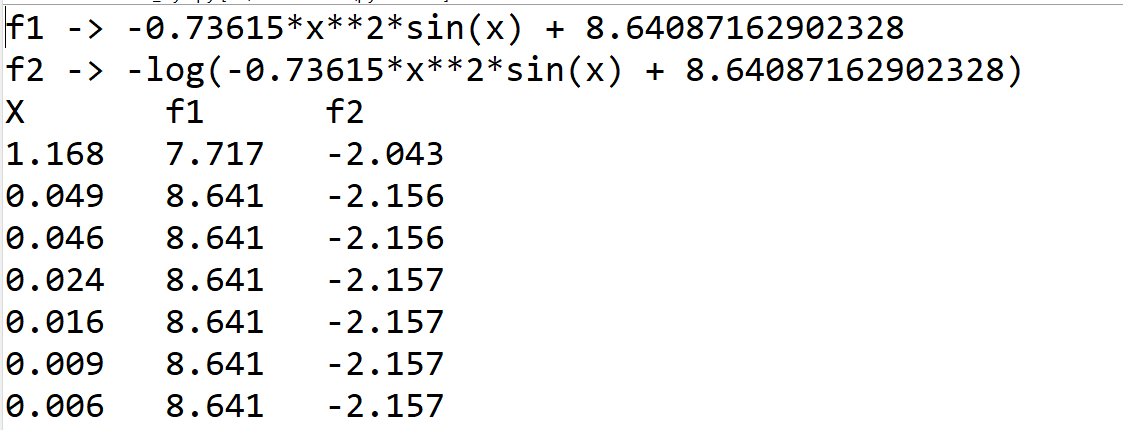 f1 -> -0.73615*x**2*sin(x) + 8.64087162902328
f2 -> -log(-0.73615*x**2*sin(x) + 8.64087162902328)
X f1 f2
1.168 7.717 -2.043
0.049 8.641 -2.156
0.046 8.641 -2.156
0.024 8.641 -2.157
0.016 8.641 -2.157
0.009 8.641 -2.157
0.006 8.641 -2.157